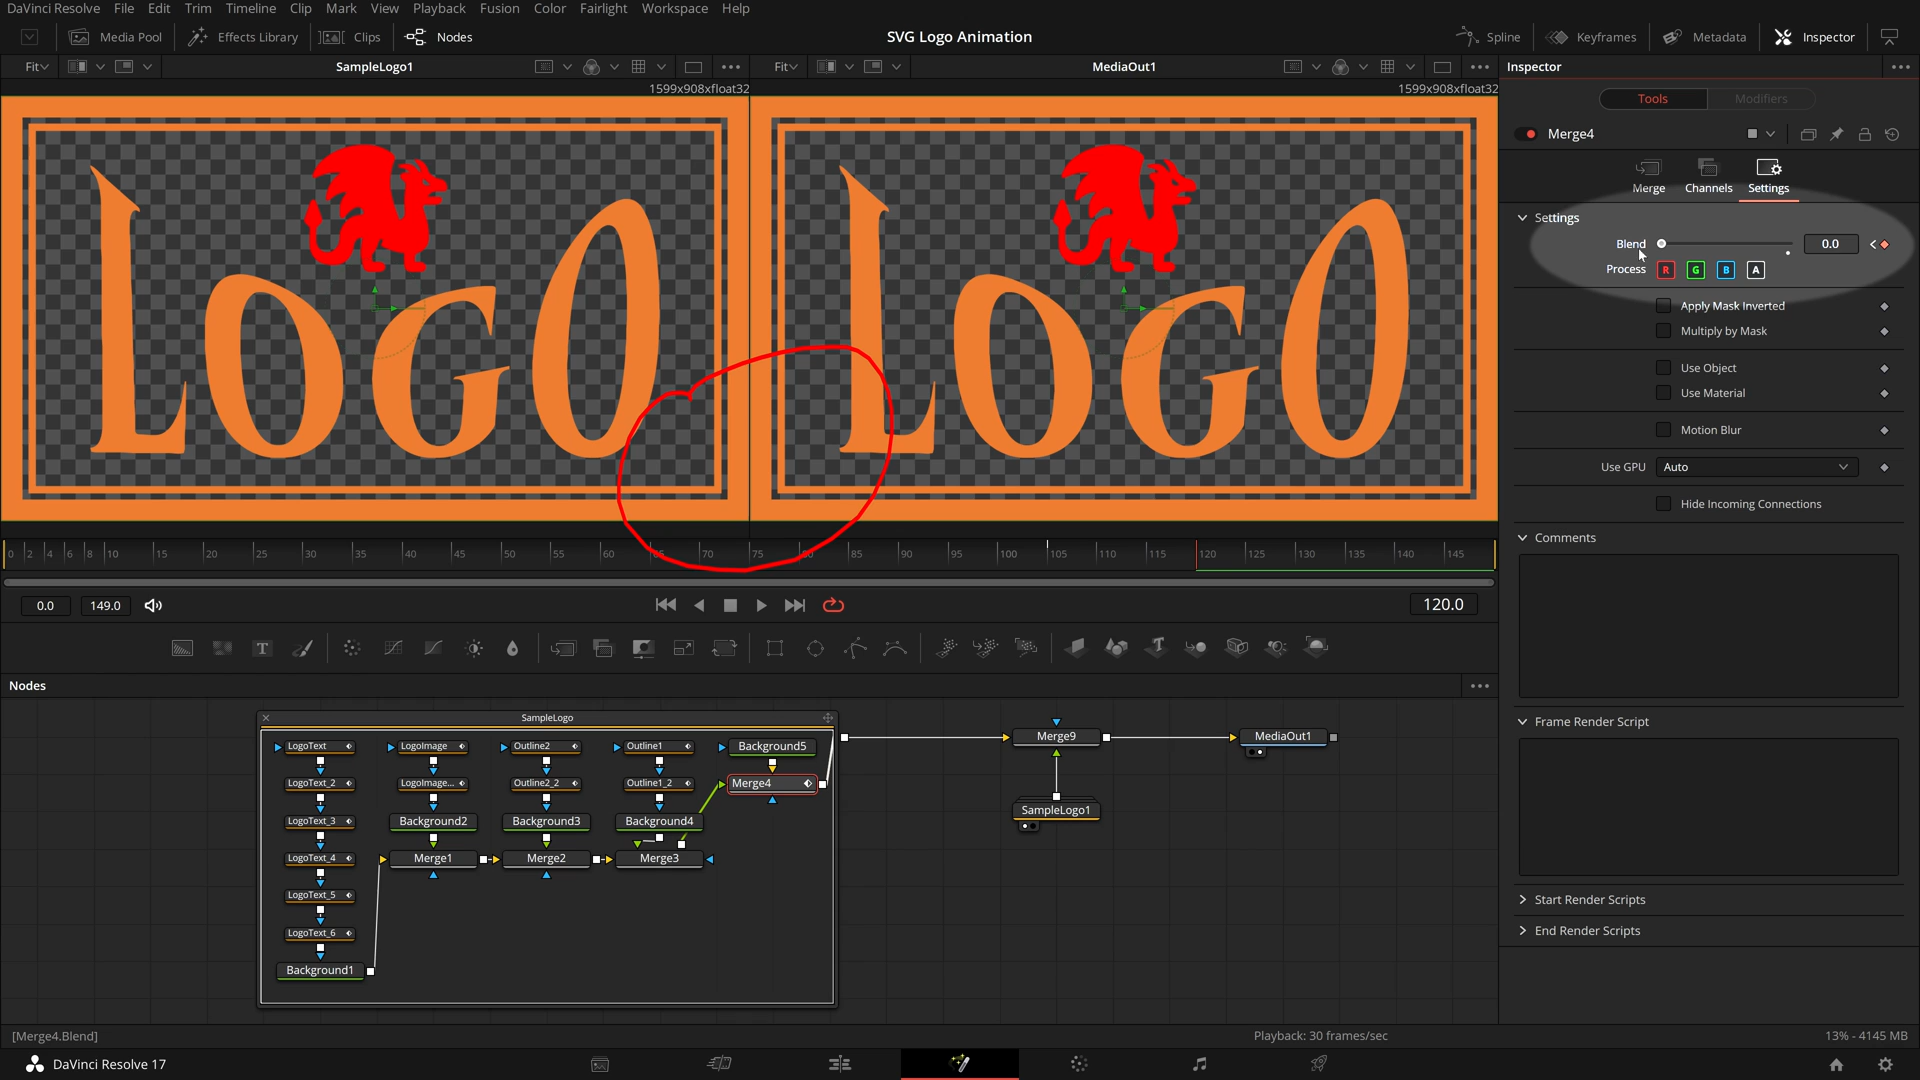 DaVinci Resolve File Edit Trim Timeline Clip Mark View Playback Fusion Color Fairlight Workspace Help
Media Pool Effects Library Clips Nodes SVG Logo Animation Spline Keyframes Metadata Inspector
Fit SampleLogo1 Fit MediaOut1 Inspector
1599x908xfloat32 1599x908xfloat32
Tools Modifiers
Merge4
Merge Channels Settings
Settings
Blend 0.0
Process R G B A
Apply Mask Inverted
Multiply by Mask
Use Object
Use Material
Motion Blur
Use GPU Auto
Hide Incoming Connections
Comments
Frame Render Script
Start Render Scripts
End Render Scripts
LOGO LOGO
0 2 4 6 8 10 15 20 25 30 35 40 45 50 55 60 65 70 75 80 85 90 95 100 105 110 115 120 125 130 135 140 145
0.0 149.0 120.0
T T
Nodes
SampleLogo
LogoText LogoImage Outline2 Outline1 Background5
LogoText_2 LogoImage... Outline2_2 Outline1_2 Merge4
LogoText_3 Background2 Background3 Background4
LogoText_4 Merge1 Merge2 Merge3
LogoText_5
LogoText_6
Background1
Merge9 MediaOut1
SampleLogo1
[Merge4.Blend] Playback: 30 frames/sec 13% - 4145 MB
DaVinci Resolve 17